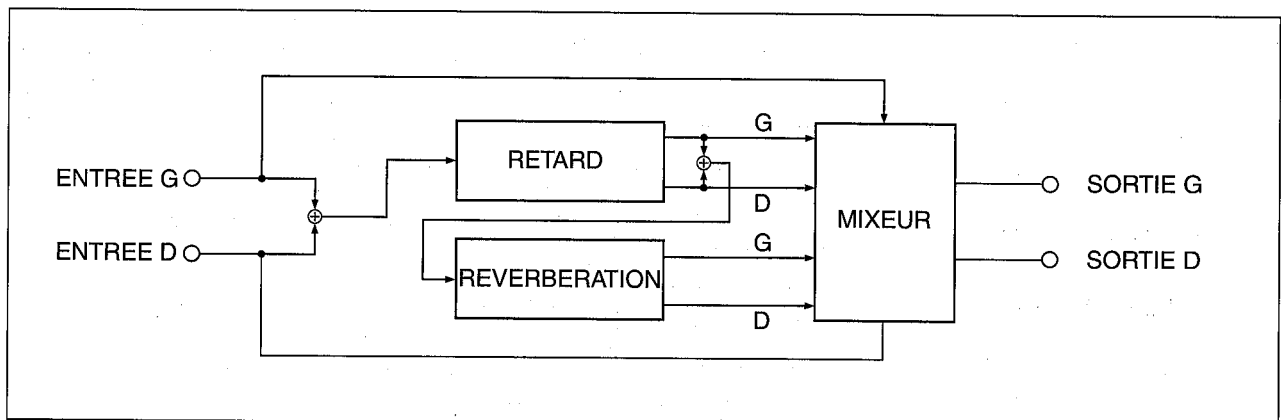 ENTREE G
ENTREE D
RETARD
G
D
REVERBERATION
G
D
MIXEUR
SORTIE G
SORTIE D